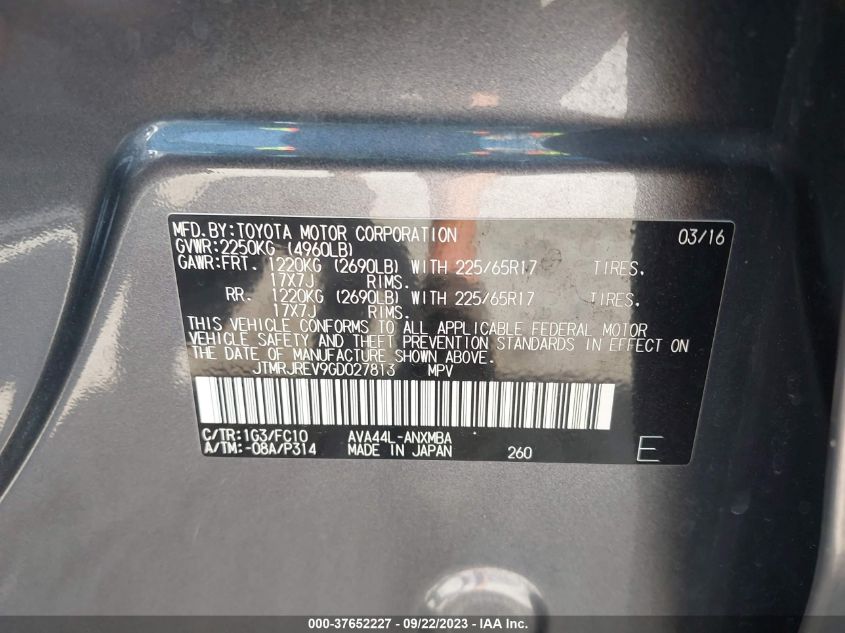 MFD.BY:TOYOTA MOTOR CORPORATION 03/16
GVWR:2250KG (4960LB)
GAWR:FRT. 1220KG (2690LB) WITH 225/65R17 TIRES,
17X7J RIMS.
RR. 1220KG (2690LB) WITH 225/65R17 TIRES,
17X7J RIMS.
THIS VEHICLE CONFORMS TO ALL APPLICABLE FEDERAL MOTOR
VEHICLE SAFETY AND THEFT PREVENTION STANDARDS IN EFFECT ON
THE DATE OF MANUFACTURE SHOWN ABOVE.
JTMRJREV9GD027813 MPV
C/TR:1G3/FC10 AVA44L-ANXMBA
A/TM:-08A/P314 MADE IN JAPAN 260 E
000-37652227 - 09/22/2023 - IAA Inc.